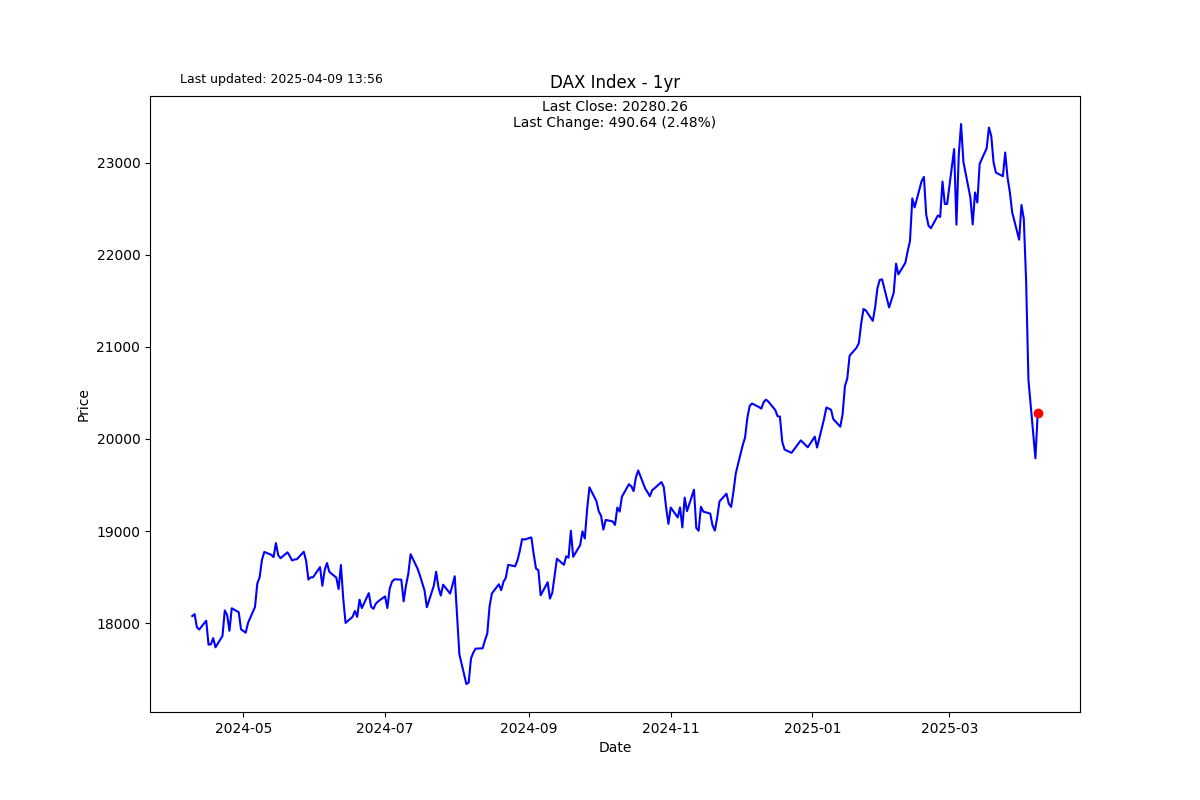 Last updated: 2025-04-09 13:56
DAX Index - 1yr
Last Close: 20280.26
Last Change: 490.64 (2.48%)
Price
23000
22000
21000
20000
19000
18000
2024-05
2024-07
2024-09
2024-11
2025-01
2025-03
Date